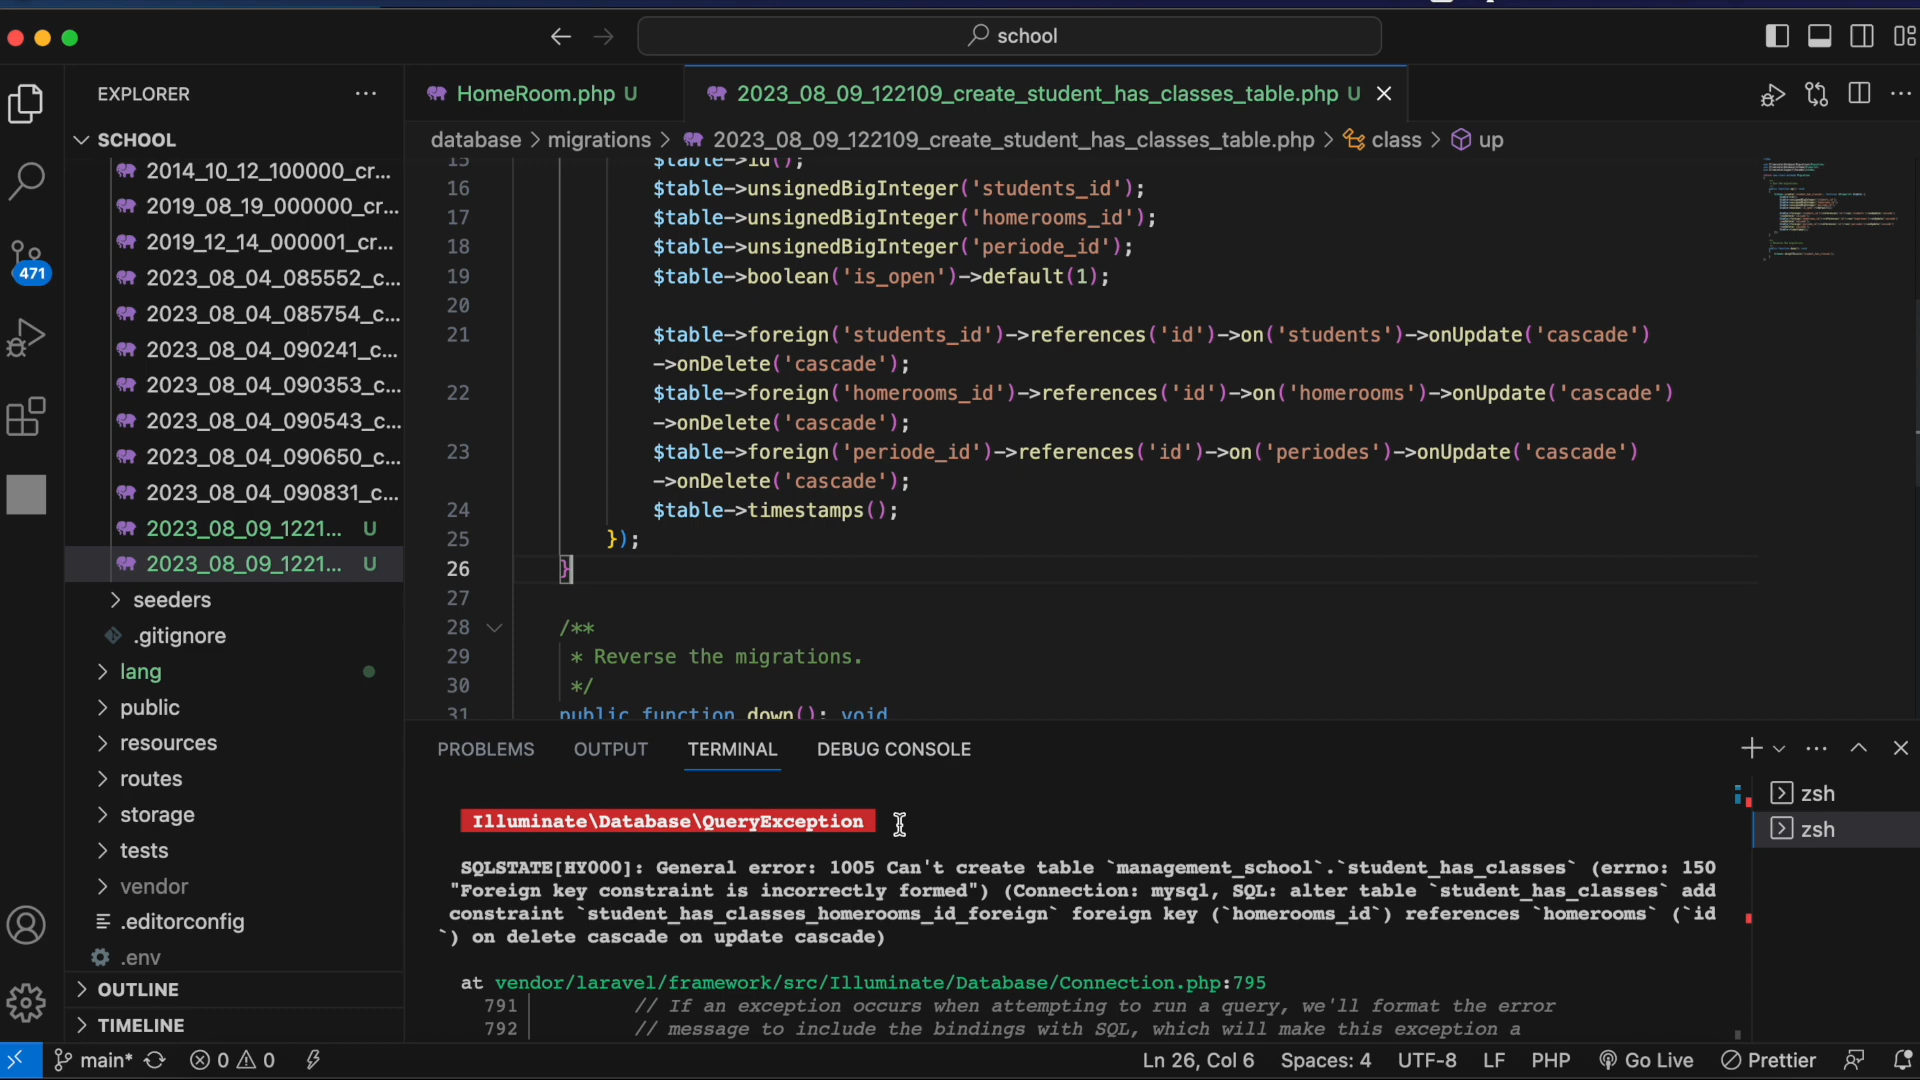 school
EXPLORER
SCHOOL
2014_10_12_100000_cr...
2019_08_19_000000_cr...
2019_12_14_000001_cr...
2023_08_04_085552_c...
2023_08_04_085754_c...
2023_08_04_090241_c...
2023_08_04_090353_c...
2023_08_04_090543_c...
2023_08_04_090650_c...
2023_08_04_090831_c...
2023_08_09_1221... U
2023_08_09_1221... U
seeders
.gitignore
lang
public
resources
routes
storage
tests
vendor
.editorconfig
.env
OUTLINE
TIMELINE
471
HomeRoom.php U
2023_08_09_122109_create_student_has_classes_table.php U
database > migrations > 2023_08_09_122109_create_student_has_classes_table.php > class > up
15 $table->id();
16 $table->unsignedBigInteger('students_id');
17 $table->unsignedBigInteger('homerooms_id');
18 $table->unsignedBigInteger('periode_id');
19 $table->boolean('is_open')->default(1);
20
21 $table->foreign('students_id')->references('id')->on('students')->onUpdate('cascade')
->onDelete('cascade');
22 $table->foreign('homerooms_id')->references('id')->on('homerooms')->onUpdate('cascade')
->onDelete('cascade');
23 $table->foreign('periode_id')->references('id')->on('periodes')->onUpdate('cascade')
->onDelete('cascade');
24 $table->timestamps();
25 });
26 }
27
28 /**
29 * Reverse the migrations.
30 */
31 public function down(): void
PROBLEMS OUTPUT TERMINAL DEBUG CONSOLE
Illuminate\Database\QueryException
SQLSTATE[HY000]: General error: 1005 Can't create table `management_school`.`student_has_classes` (errno: 150
"Foreign key constraint is incorrectly formed") (Connection: mysql, SQL: alter table `student_has_classes` add
constraint `student_has_classes_homerooms_id_foreign` foreign key (`homerooms_id`) references `homerooms` (`id
`) on delete cascade on update cascade)
at vendor/laravel/framework/src/Illuminate/Database/Connection.php:795
791 // If an exception occurs when attempting to run a query, we'll format the error
792 // message to include the bindings with SQL, which will make this exception a
zsh
zsh
main* 0 0 Ln 26, Col 6 Spaces: 4 UTF-8 LF PHP Go Live Prettier